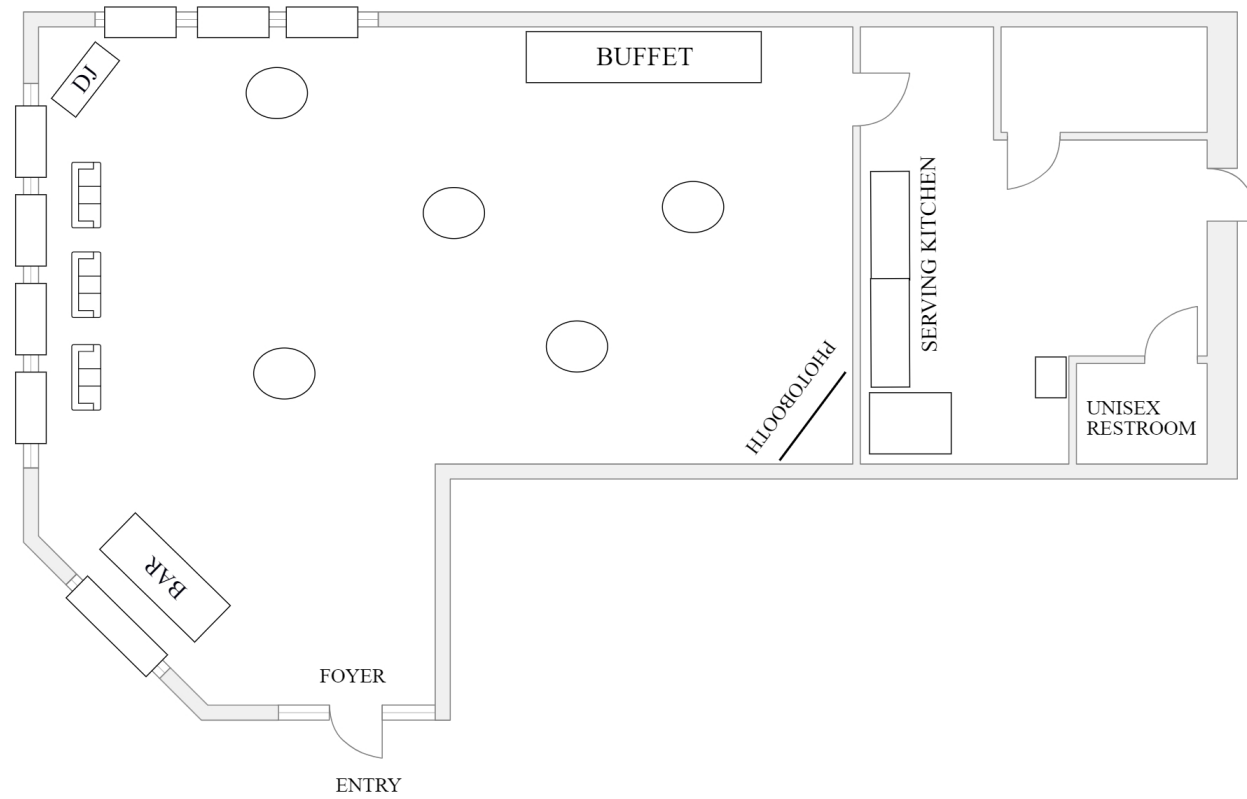 BUFFET
DJ
SERVING KITCHEN
PHOTOBOOTH
UNISEX
RESTROOM
BAR
FOYER
ENTRY